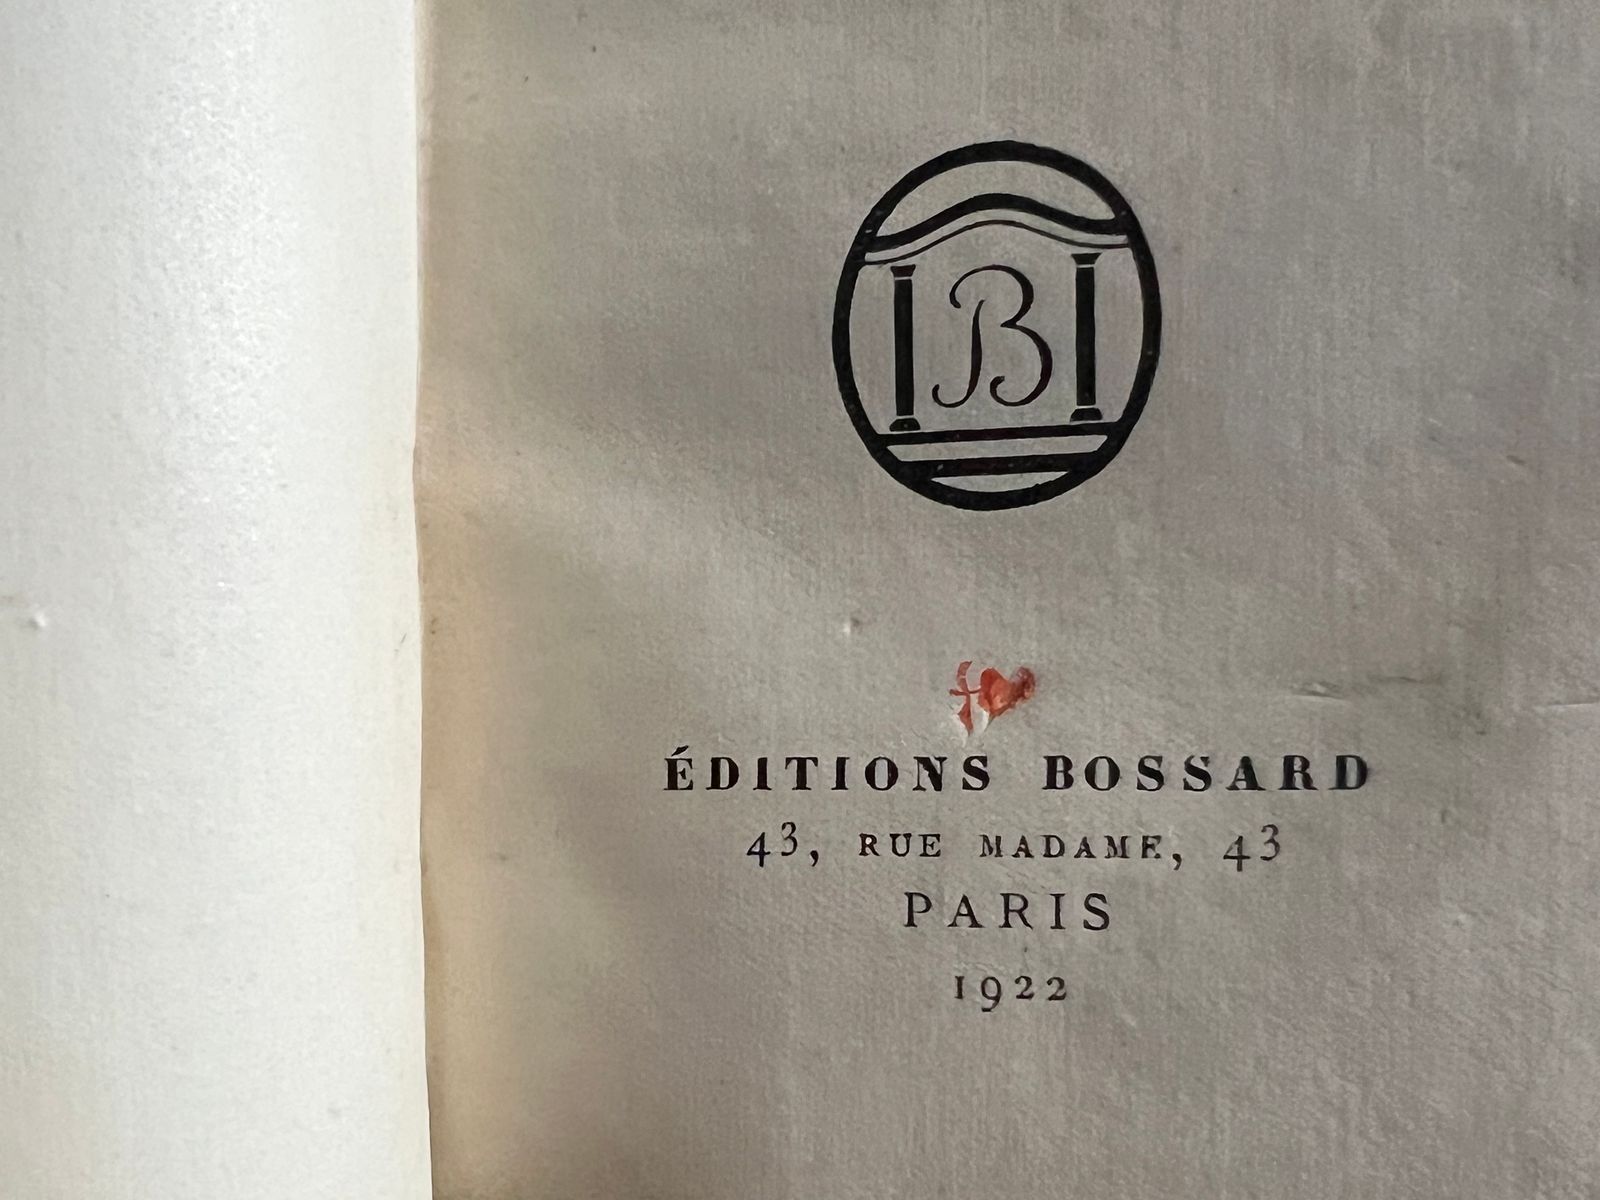 B
ÉDITIONS BOSSARD
43, RUE MADAME, 43
PARIS
1922